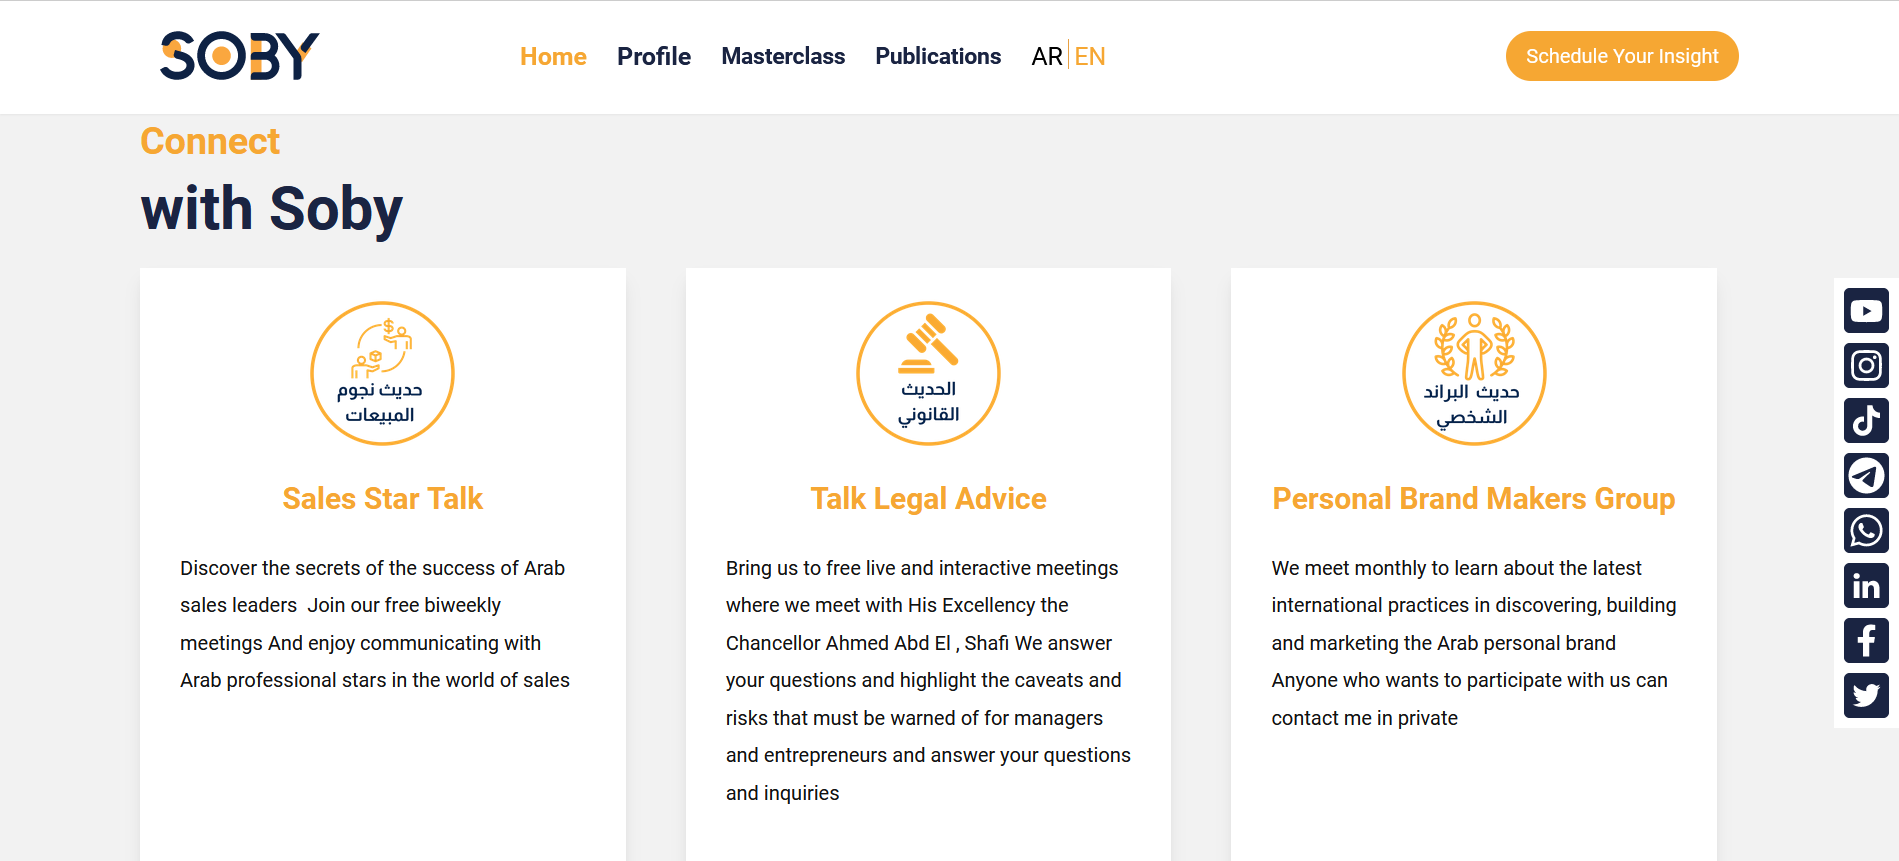 SOBY
Home Profile Masterclass Publications AR EN
Schedule Your Insight
Connect
with Soby
حديث نجوم
المبيعات
Sales Star Talk
Discover the secrets of the success of Arab
sales leaders  Join our free biweekly
meetings And enjoy communicating with
Arab professional stars in the world of sales
الحديث
القانوني
Talk Legal Advice
Bring us to free live and interactive meetings
where we meet with His Excellency the
Chancellor Ahmed Abd El , Shafi We answer
your questions and highlight the caveats and
risks that must be warned of for managers
and entrepreneurs and answer your questions
and inquiries
حديث البراند
الشخصي
Personal Brand Makers Group
We meet monthly to learn about the latest
international practices in discovering, building
and marketing the Arab personal brand
Anyone who wants to participate with us can
contact me in private